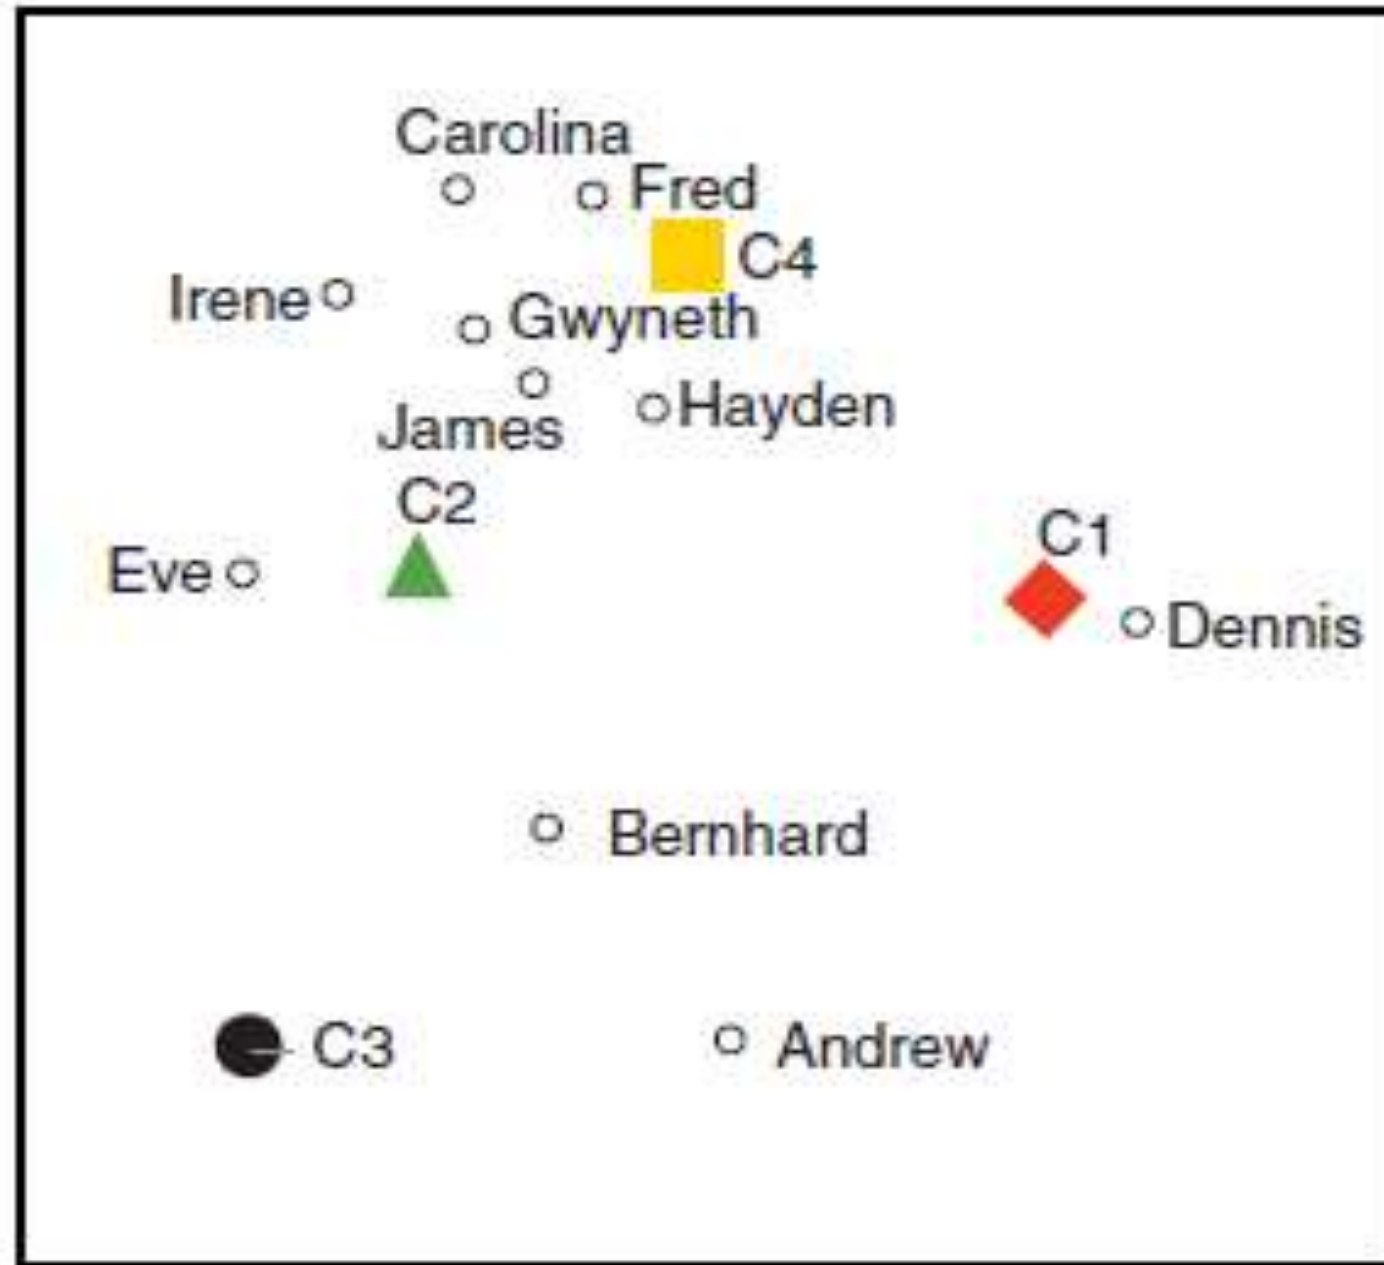 Carolina
Fred
C4
Irene
Gwyneth
Hayden
James
C2
C1
Eve
Dennis
Bernhard
C3
Andrew